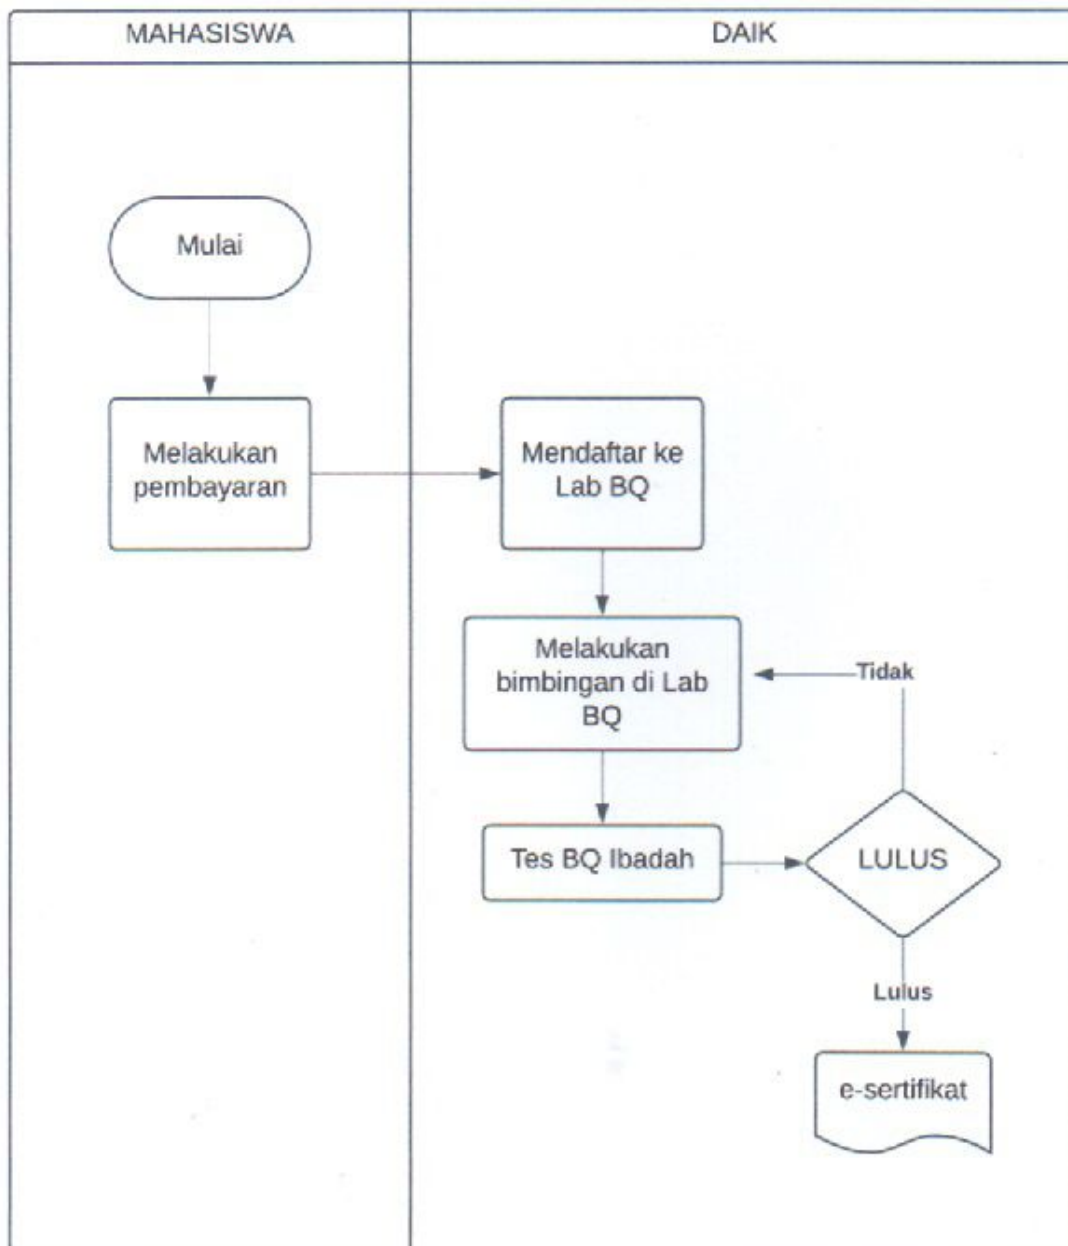 MAHASISWA
DAIK
Mulai
Melakukan
pembayaran
Mendaftar ke
Lab BQ
Melakukan
bimbingan di Lab
BQ
Tidak
Tes BQ Ibadah
LULUS
Lulus
e-sertifikat